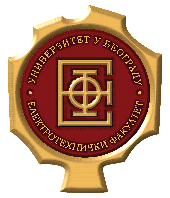 УНИВЕРЗИТЕТ У БЕОГРАДУ
ЕЛЕКТРОТЕХНИЧКИ ФАКУЛТЕТ